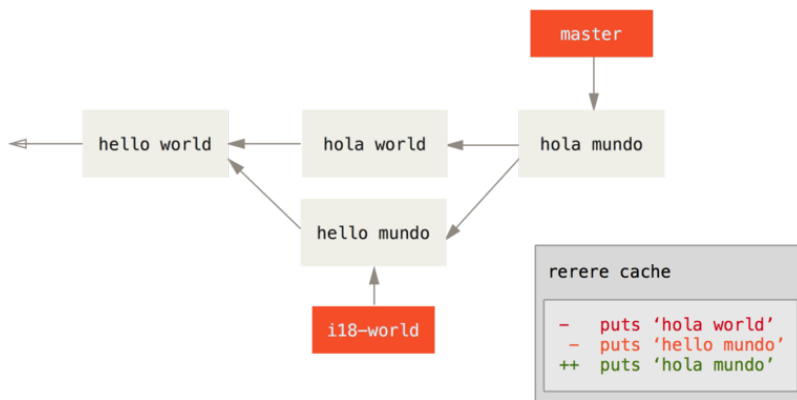 master
hello world
hola world
hola mundo
hello mundo
i18-world
rerere cache
-   puts ‘hola world’
 -  puts ‘hello mundo’
++  puts ‘hola mundo’